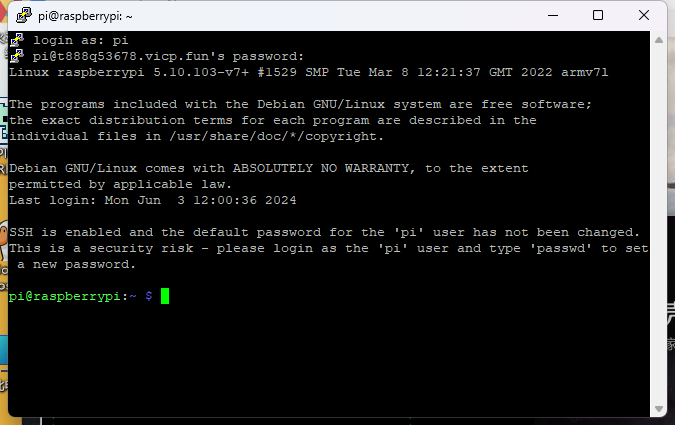 pi@raspberrypi: ~
login as: pi
pi@t888q53678.vicp.fun's password:
Linux raspberrypi 5.10.103-v7+ #1529 SMP Tue Mar 8 12:21:37 GMT 2022 armv7l
The programs included with the Debian GNU/Linux system are free software;
the exact distribution terms for each program are described in the
individual files in /usr/share/doc/*/copyright.
Debian GNU/Linux comes with ABSOLUTELY NO WARRANTY, to the extent
permitted by applicable law.
Last login: Mon Jun  3 12:00:36 2024
SSH is enabled and the default password for the 'pi' user has not been changed.
This is a security risk - please login as the 'pi' user and type 'passwd' to set
 a new password.
pi@raspberrypi:~ $